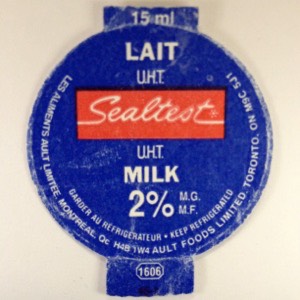 15 ml
LAIT
U.H.T.
Sealtest
U.H.T.
MILK
2% M.G.
M.F.
LES ALIMENTS AULT LIMITÉE, MONTRÉAL, Qc H4B 1W4
AULT FOODS LIMITED, TORONTO, ON M9C 5J1
GARDER AU RÉFRIGÉRATEUR • KEEP REFRIGERATED
1606